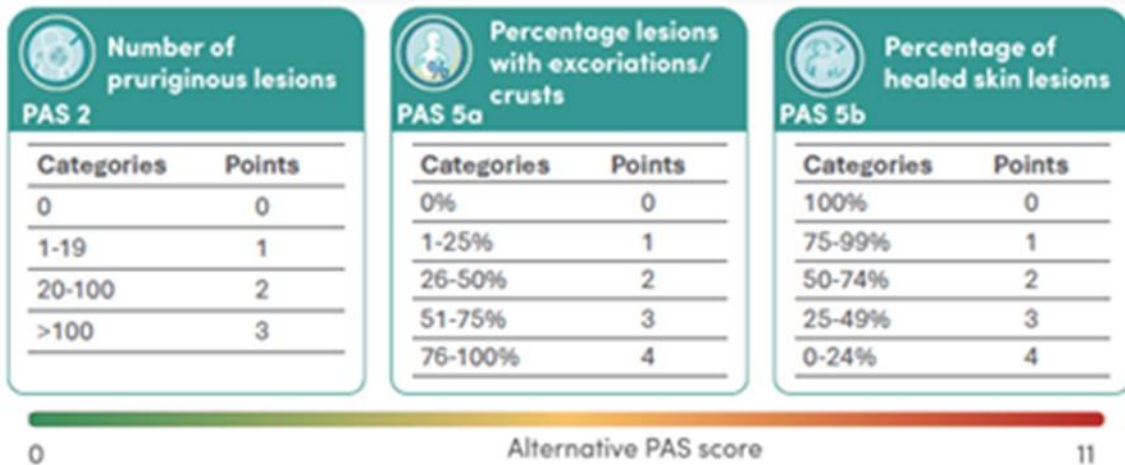 Number of
pruriginous lesions
PAS 2
Categories Points
0 0
1-19 1
20-100 2
>100 3
Percentage lesions
with excoriations/
crusts
PAS 5a
Categories Points
0% 0
1-25% 1
26-50% 2
51-75% 3
76-100% 4
Percentage of
healed skin lesions
PAS 5b
Categories Points
100% 0
75-99% 1
50-74% 2
25-49% 3
0-24% 4
0 Alternative PAS score 11